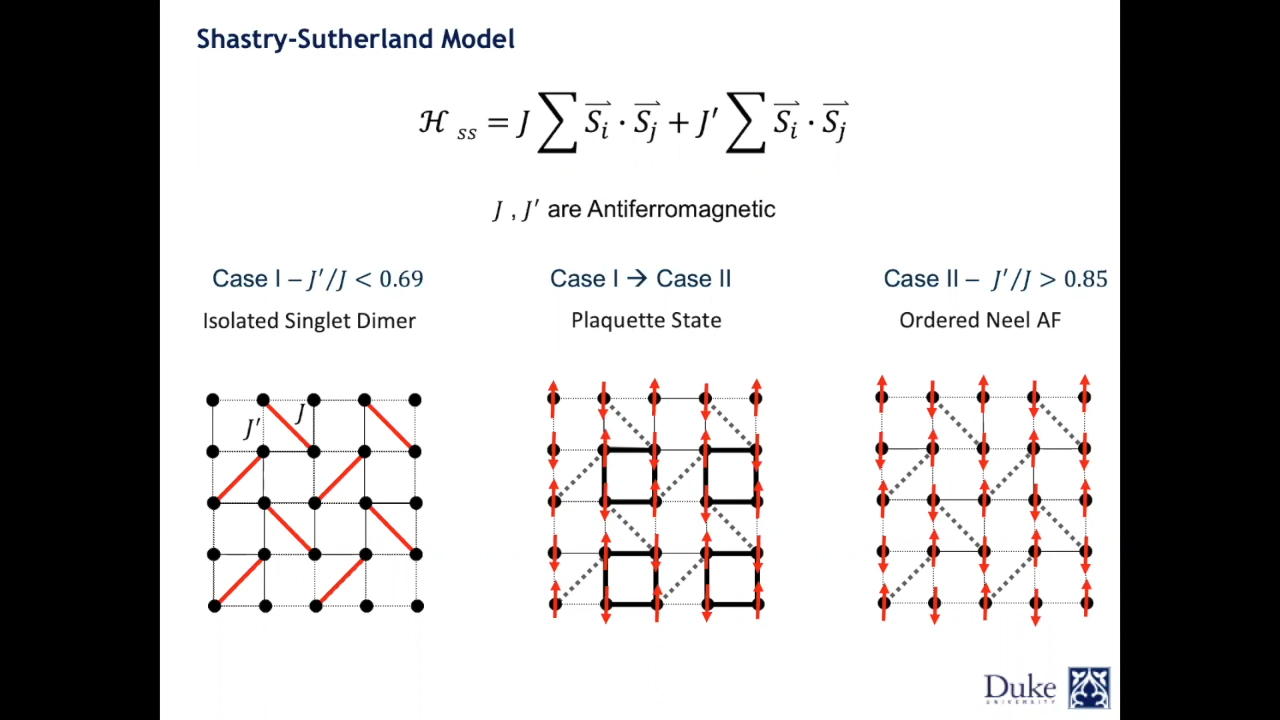 Shastry-Sutherland Model
ℋ ss = J ∑ S⃗i · S⃗j + J′ ∑ S⃗i · S⃗j
J , J′ are Antiferromagnetic
Case I – J′/J < 0.69
Isolated Singlet Dimer
Case I → Case II
Plaquette State
Case II – J′/J > 0.85
Ordered Neel AF
J′ J
Duke
UNIVERSITY